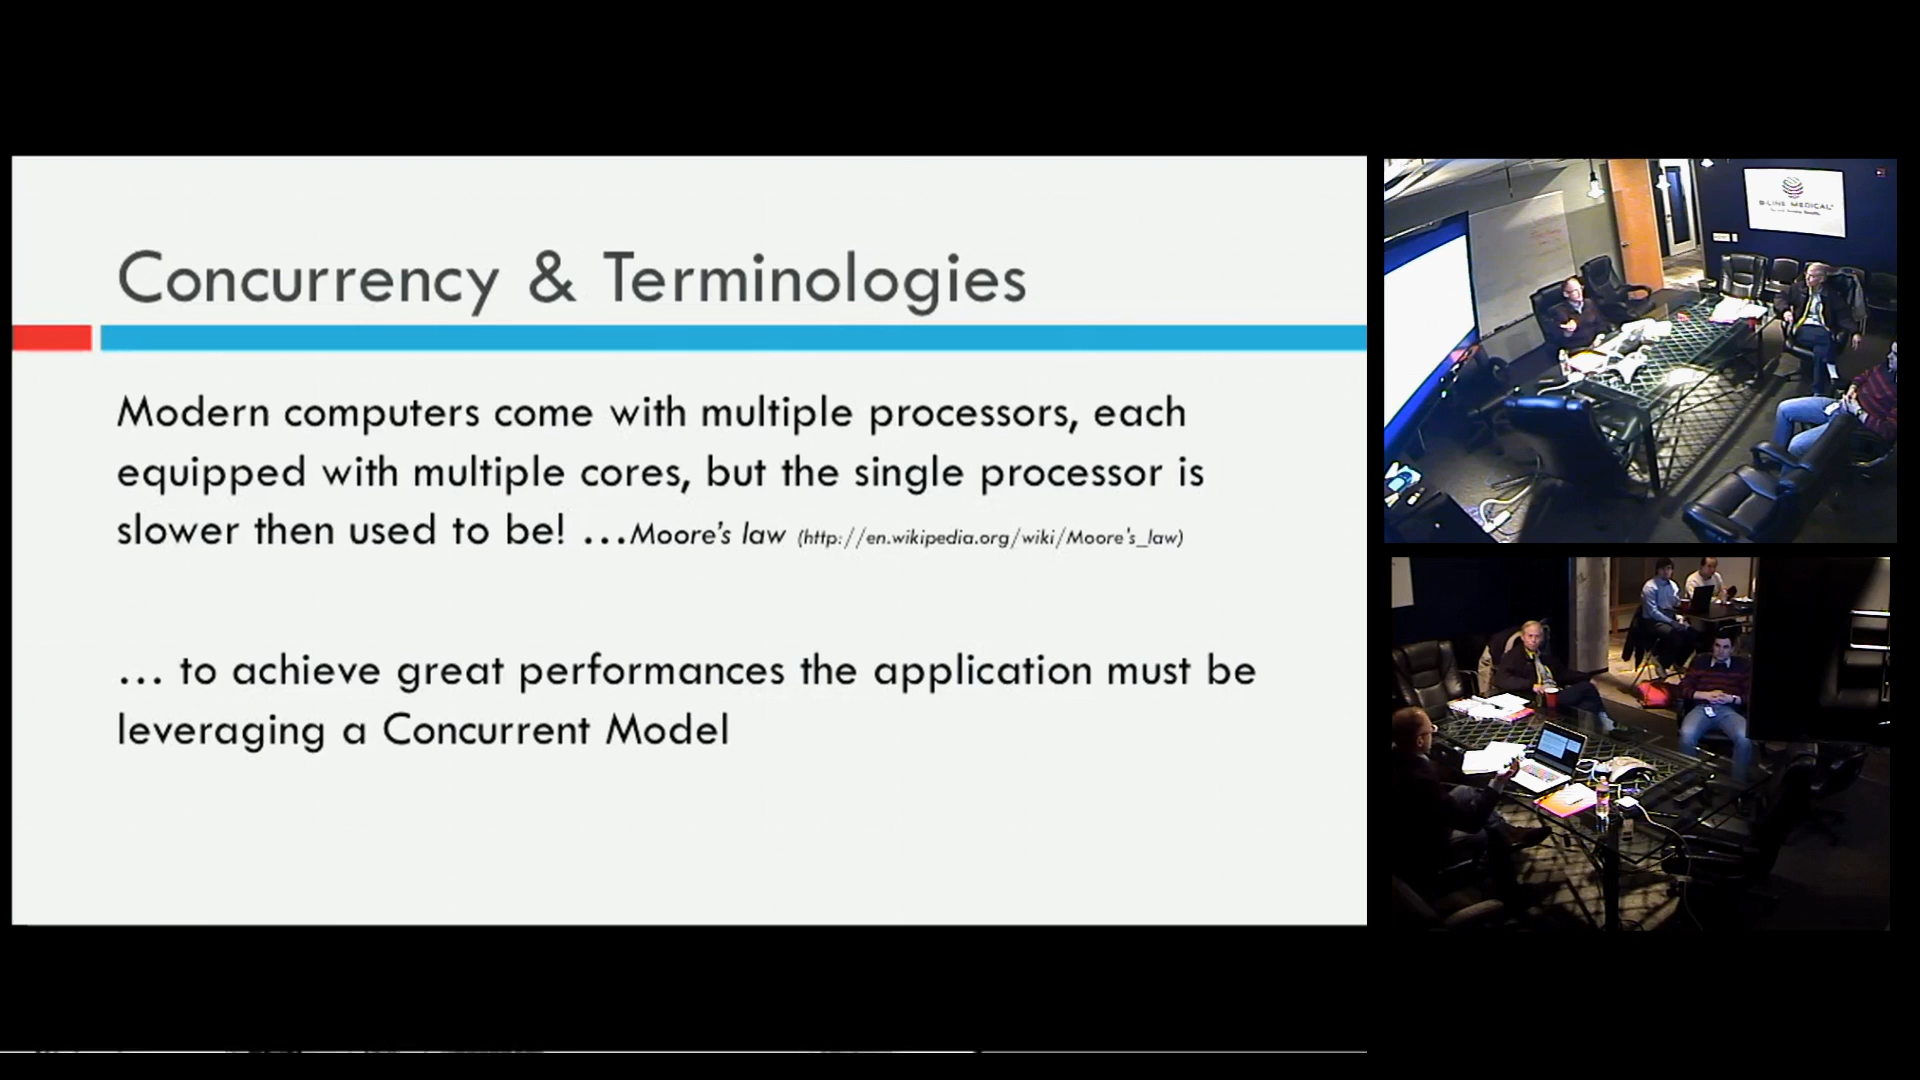 Concurrency & Terminologies
Modern computers come with multiple processors, each
equipped with multiple cores, but the single processor is
slower then used to be! ...Moore's law (http://en.wikipedia.org/wiki/Moore's_law)
... to achieve great performances the application must be
leveraging a Concurrent Model
B-LINE MEDICAL